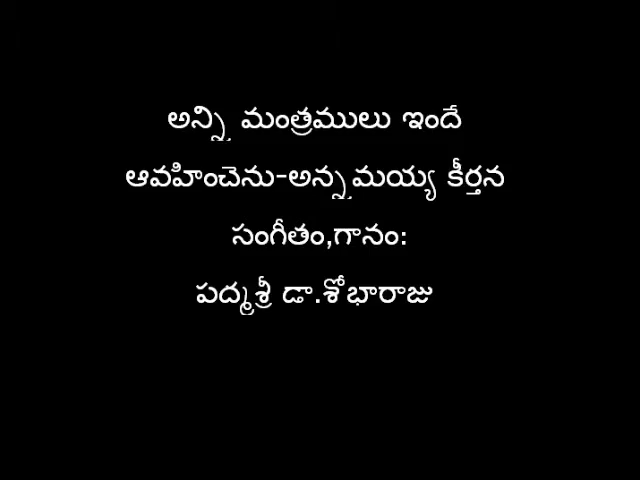 అన్ని మంత్రములు ఇందే
ఆవహించెను-అన్నమయ్య కీర్తన
సంగీతం,గానం:
పద్మశ్రీ డా.శోభారాజు